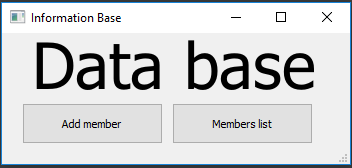 Information Base
Data base
Add member
Members list